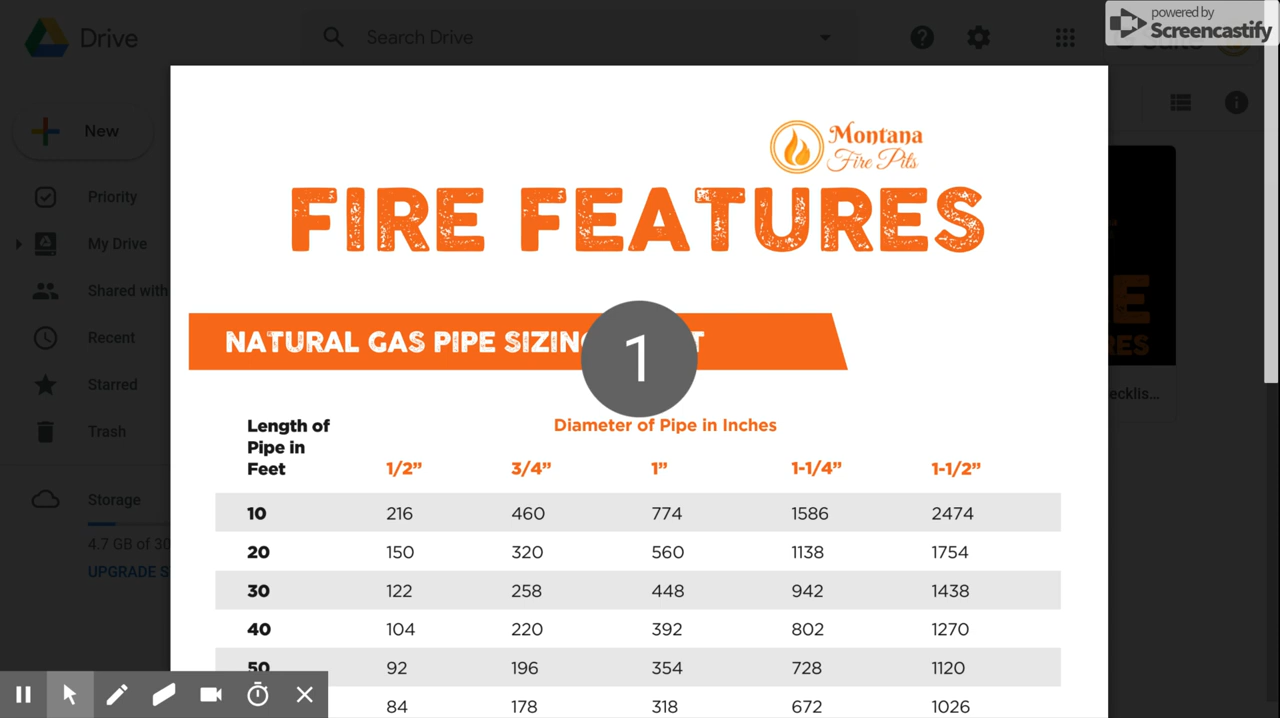 powered by
Screencastify
Drive
Search Drive
New
Priority
My Drive
Shared with
Recent
Starred
Trash
Storage
4.7 GB of 30
UPGRADE S
Montana
Fire Pits
FIRE FEATURES
NATURAL GAS PIPE SIZING
1
Length of Pipe in Feet
Diameter of Pipe in Inches
1/2” 3/4” 1” 1-1/4” 1-1/2”
10 216 460 774 1586 2474
20 150 320 560 1138 1754
30 122 258 448 942 1438
40 104 220 392 802 1270
50 92 196 354 728 1120
84 178 318 672 1026
ecklis...